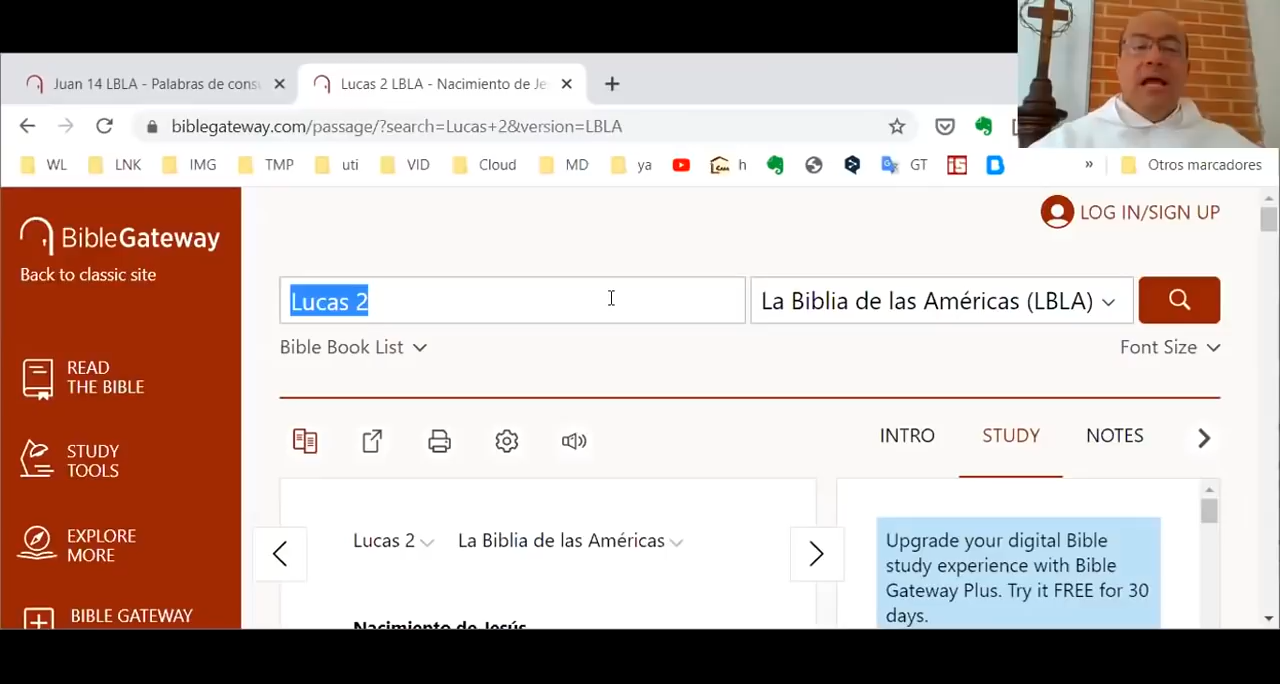 Juan 14 LBLA - Palabras de consu
Lucas 2 LBLA - Nacimiento de Je
biblegateway.com/passage/?search=Lucas+2&version=LBLA
WL LNK IMG TMP uti VID Cloud MD ya h GT Otros marcadores
BibleGateway
Back to classic site
READ
THE BIBLE
STUDY
TOOLS
EXPLORE
MORE
BIBLE GATEWAY
LOG IN/SIGN UP
Lucas 2
La Biblia de las Américas (LBLA)
Bible Book List
Font Size
INTRO STUDY NOTES
Lucas 2 La Biblia de las Américas
Nacimiento de Jesús
Upgrade your digital Bible
study experience with Bible
Gateway Plus. Try it FREE for 30
days.